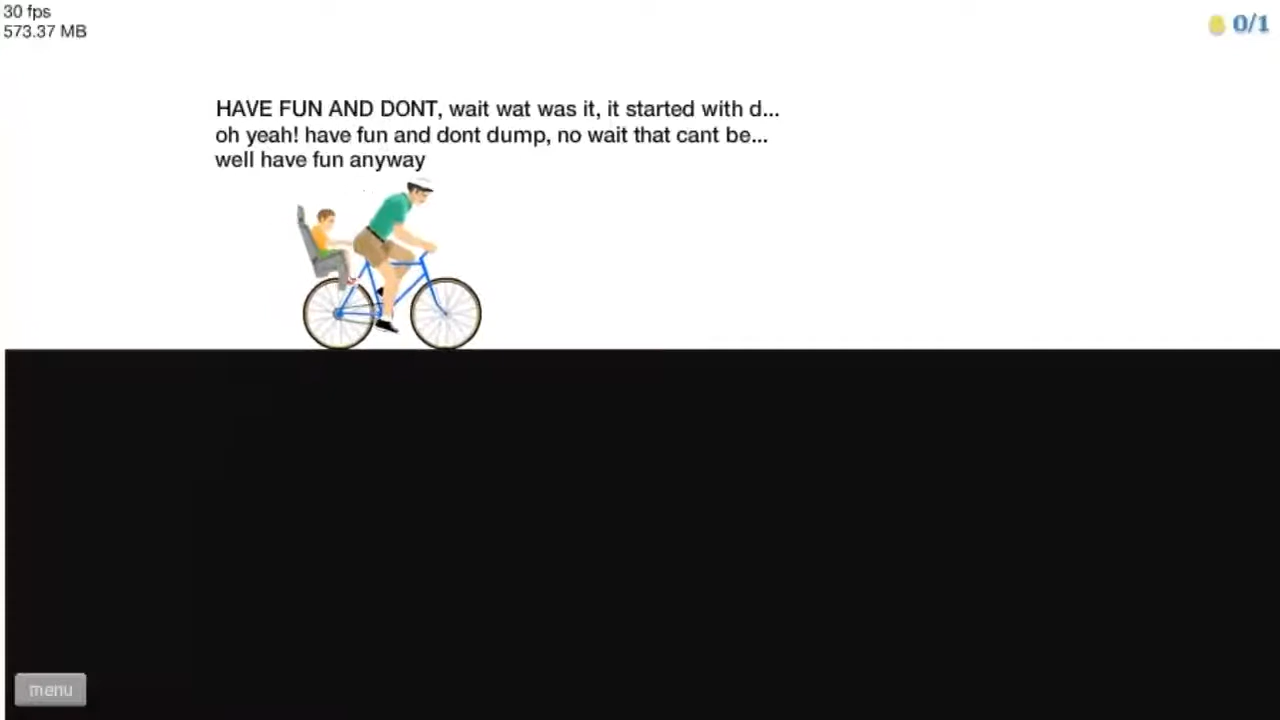 30 fps
573.37 MB
0/1
HAVE FUN AND DONT, wait wat was it, it started with d...
oh yeah! have fun and dont dump, no wait that cant be...
well have fun anyway
menu